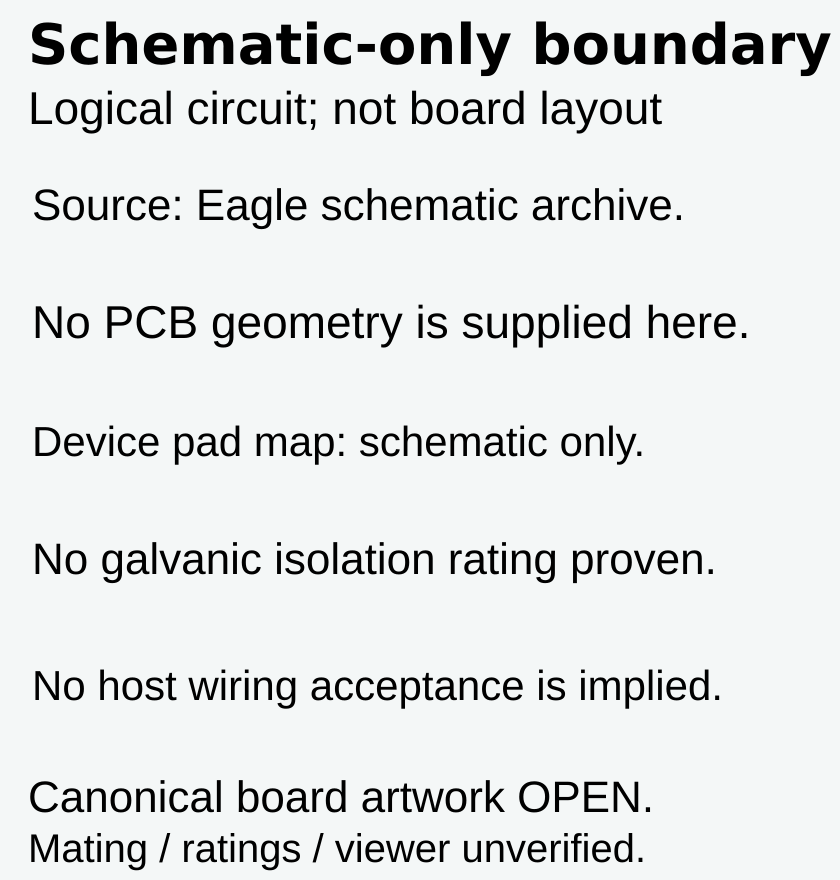 Schematic-only boundary
Logical circuit; not board layout
Source: Eagle schematic archive.
No PCB geometry is supplied here.
Device pad map: schematic only.
No galvanic isolation rating proven.
No host wiring acceptance is implied.
Canonical board artwork OPEN.
Mating / ratings / viewer unverified.